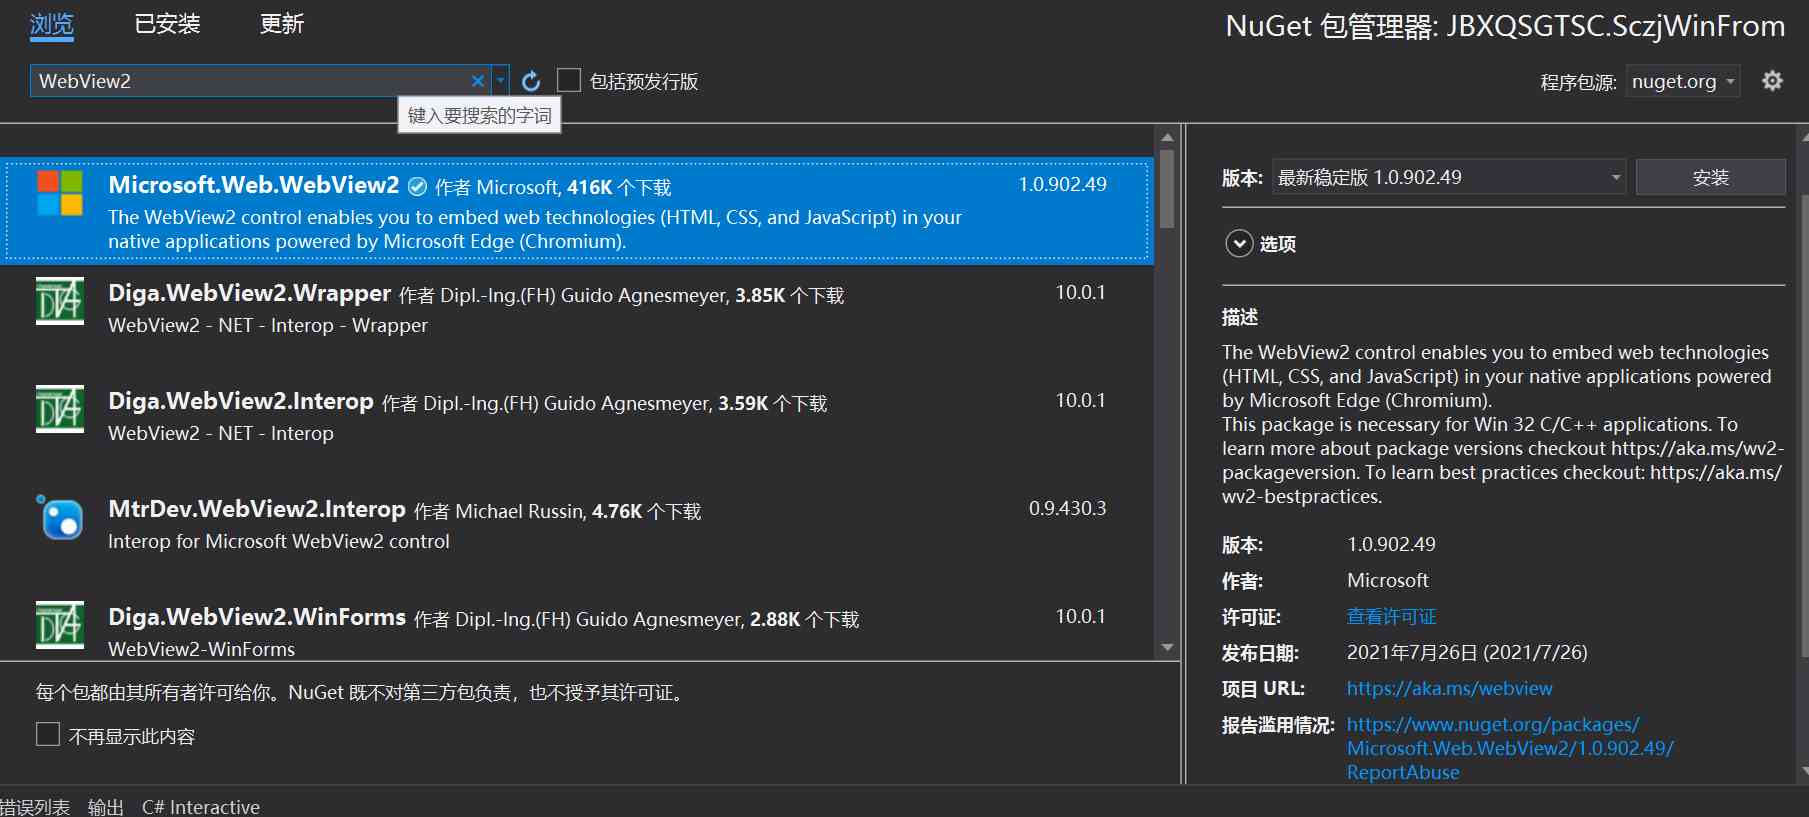 浏览 已安装 更新
NuGet 包管理器: JBXQSGTSC.SczjWinFrom
WebView2
包括预发行版
程序包源: nuget.org
键入要搜索的字词
Microsoft.Web.WebView2 作者 Microsoft, 416K 个下载 1.0.902.49
The WebView2 control enables you to embed web technologies (HTML, CSS, and JavaScript) in your
native applications powered by Microsoft Edge (Chromium).
Diga.WebView2.Wrapper 作者 Dipl.-Ing.(FH) Guido Agnesmeyer, 3.85K 个下载 10.0.1
WebView2 - NET - Interop - Wrapper
Diga.WebView2.Interop 作者 Dipl.-Ing.(FH) Guido Agnesmeyer, 3.59K 个下载 10.0.1
WebView2 - NET - Interop
MtrDev.WebView2.Interop 作者 Michael Russin, 4.76K 个下载 0.9.430.3
Interop for Microsoft WebView2 control
Diga.WebView2.WinForms 作者 Dipl.-Ing.(FH) Guido Agnesmeyer, 2.88K 个下载 10.0.1
WebView2-WinForms
每个包都由其所有者许可给你。NuGet 既不对第三方包负责，也不授予其许可证。
不再显示此内容
版本: 最新稳定版 1.0.902.49 安装
选项
描述
The WebView2 control enables you to embed web technologies
(HTML, CSS, and JavaScript) in your native applications powered
by Microsoft Edge (Chromium).
This package is necessary for Win 32 C/C++ applications. To
learn more about package versions checkout https://aka.ms/wv2-
packageversion. To learn best practices checkout: https://aka.ms/
wv2-bestpractices.
版本: 1.0.902.49
作者: Microsoft
许可证: 查看许可证
发布日期: 2021年7月26日 (2021/7/26)
项目 URL: https://aka.ms/webview
报告滥用情况: https://www.nuget.org/packages/
Microsoft.Web.WebView2/1.0.902.49/
ReportAbuse
错误列表 输出 C# Interactive